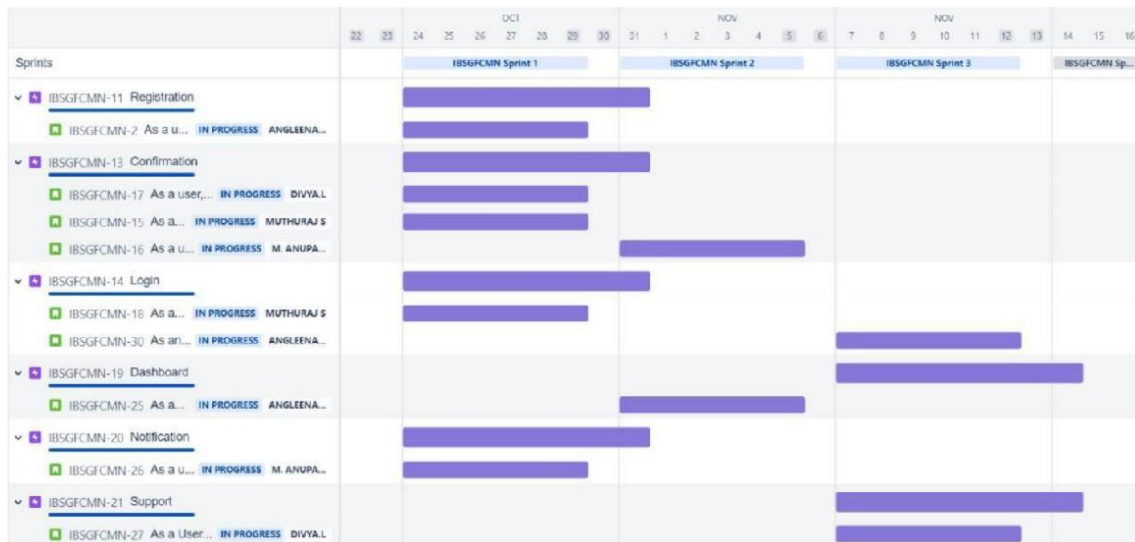 OCT NOV NOV
22 23 24 25 26 27 28 29 30 31 1 2 3 4 5 6 7 8 9 10 11 12 13 14 15 16
Sprints IBSGFCMN Sprint 1 IBSGFCMN Sprint 2 IBSGFCMN Sprint 3 IBSGFCMN Sp...
IBSGFCMN-11 Registration
IBSGFCMN-2 As a u... IN PROGRESS ANGLEENA...
IBSGFCMN-13 Confirmation
IBSGFCMN-17 As a user,... IN PROGRESS DIVYA.L
IBSGFCMN-15 As a... IN PROGRESS MUTHURAJ S
IBSGFCMN-16 As a u... IN PROGRESS M. ANUPA...
IBSGFCMN-14 Login
IBSGFCMN-18 As a... IN PROGRESS MUTHURAJ S
IBSGFCMN-30 As an... IN PROGRESS ANGLEENA...
IBSGFCMN-19 Dashboard
IBSGFCMN-25 As a... IN PROGRESS ANGLEENA...
IBSGFCMN-20 Notification
IBSGFCMN-26 As a u... IN PROGRESS M. ANUPA...
IBSGFCMN-21 Support
IBSGFCMN-27 As a User... IN PROGRESS DIVYA.L